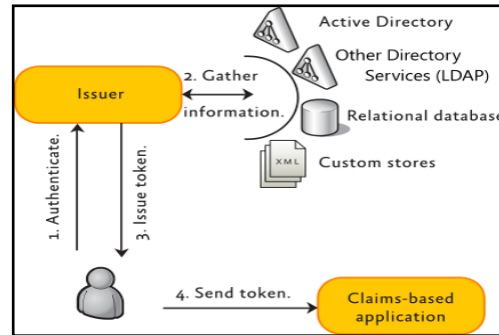 Active Directory
Other Directory
Services (LDAP)
Issuer
2. Gather
information.
Relational database
XML
Custom stores
1. Authenticate.
3. Issue token.
4. Send token.
Claims-based
application